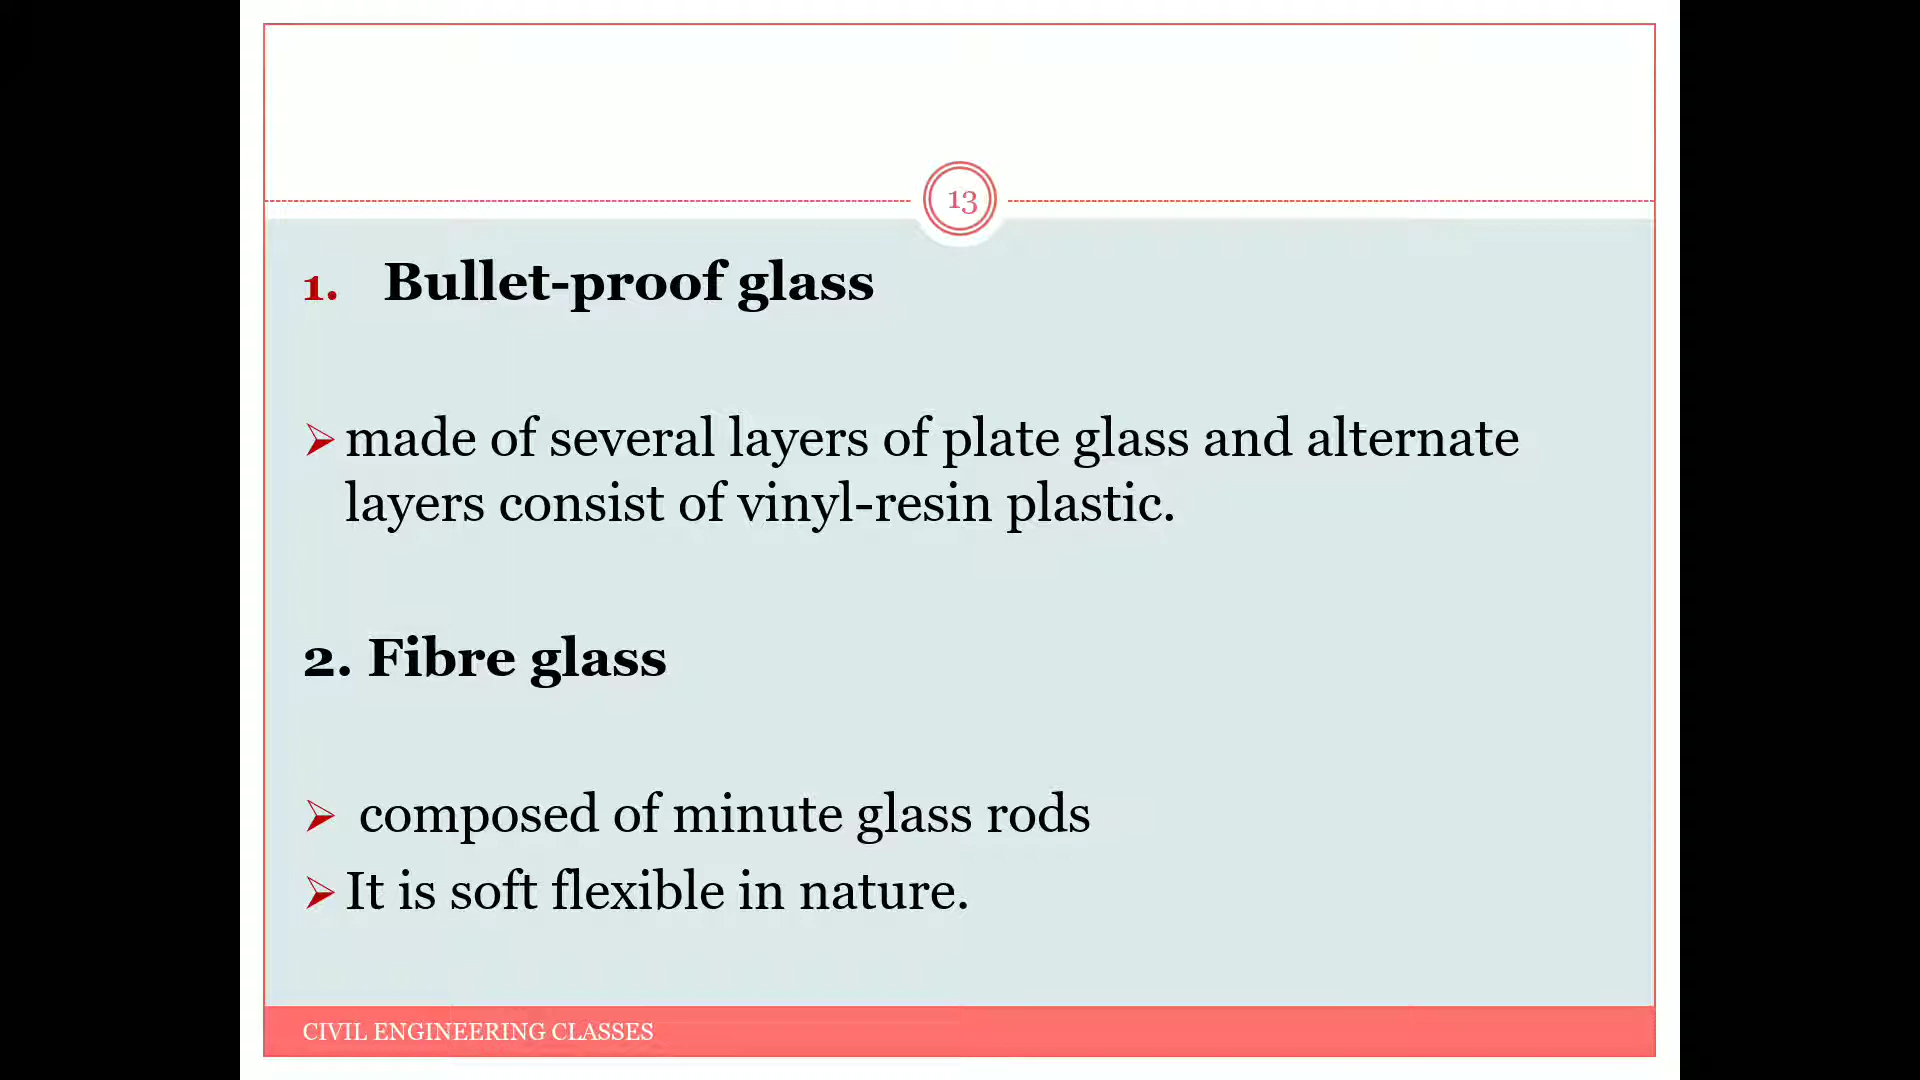 13
1. Bullet-proof glass
➢ made of several layers of plate glass and alternate
layers consist of vinyl-resin plastic.
2. Fibre glass
➢ composed of minute glass rods
➢ It is soft flexible in nature.
CIVIL ENGINEERING CLASSES